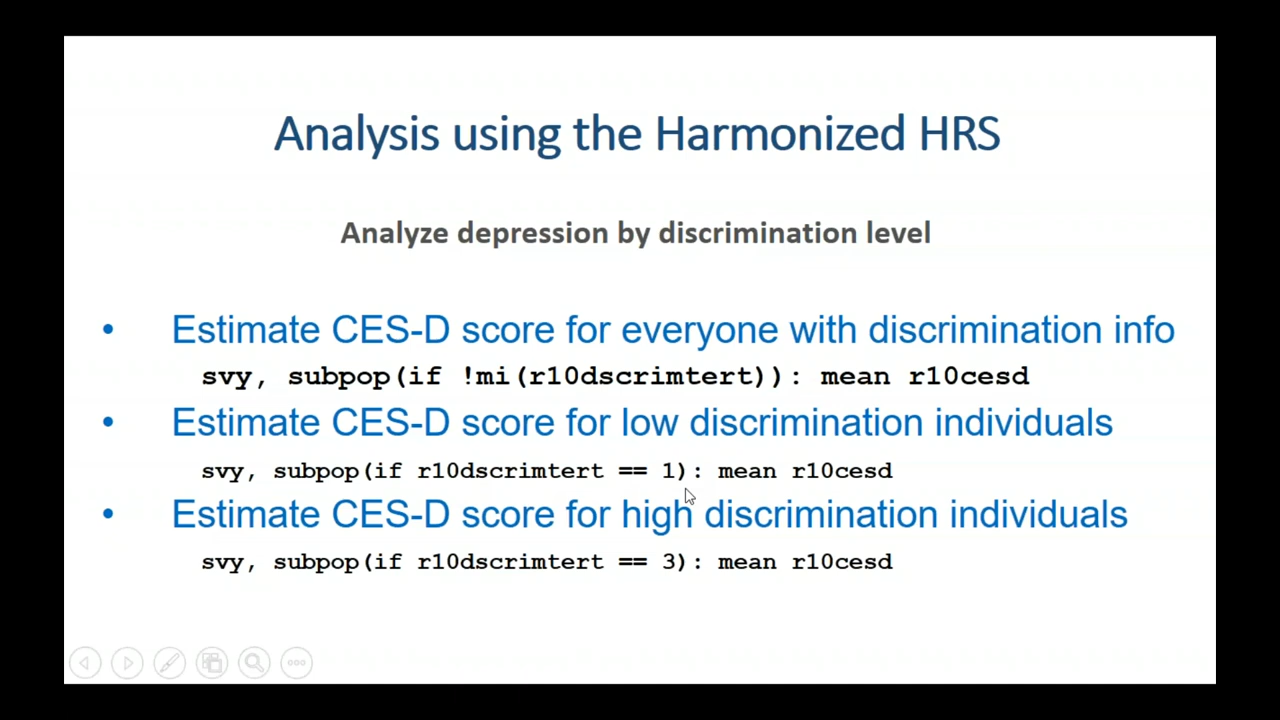 Analysis using the Harmonized HRS
Analyze depression by discrimination level
• Estimate CES-D score for everyone with discrimination info
svy, subpop(if !mi(r10dscrimtert)): mean r10cesd
• Estimate CES-D score for low discrimination individuals
svy, subpop(if r10dscrimtert == 1): mean r10cesd
• Estimate CES-D score for high discrimination individuals
svy, subpop(if r10dscrimtert == 3): mean r10cesd